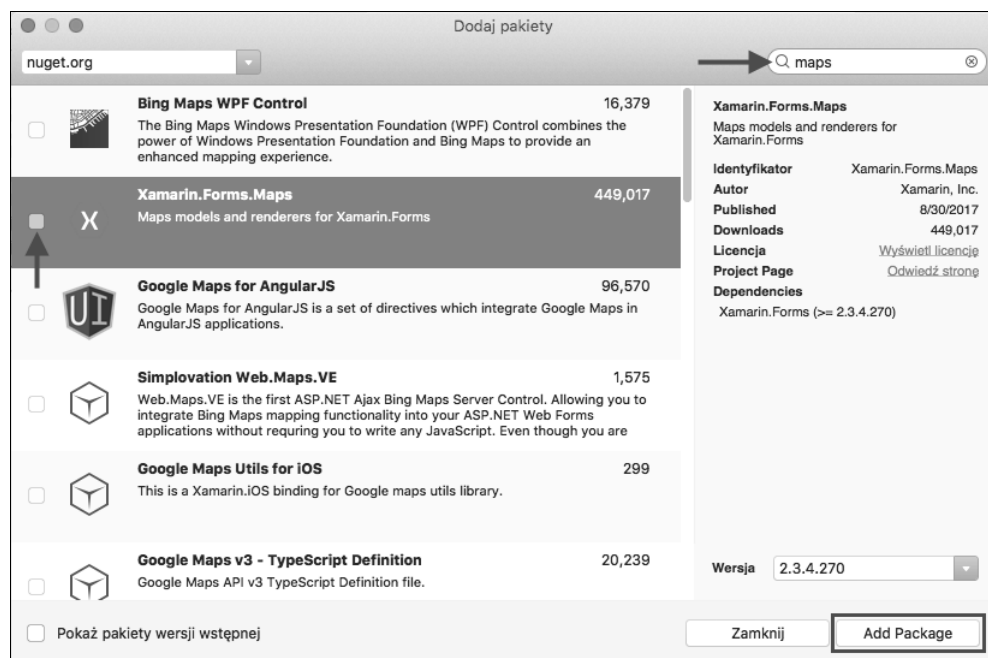 Dodaj pakiety
nuget.org
maps
Bing Maps WPF Control 16,379
The Bing Maps Windows Presentation Foundation (WPF) Control combines the
power of Windows Presentation Foundation and Bing Maps to provide an
enhanced mapping experience.
Xamarin.Forms.Maps 449,017
Maps models and renderers for Xamarin.Forms
UI
Google Maps for AngularJS 96,570
Google Maps for AngularJS is a set of directives which integrate Google Maps in
AngularJS applications.
Simplovation Web.Maps.VE 1,575
Web.Maps.VE is the first ASP.NET Ajax Bing Maps Server Control. Allowing you to
integrate Bing Maps mapping functionality into your ASP.NET Web Forms
applications without requring you to write any JavaScript. Even though you are
Google Maps Utils for iOS 299
This is a Xamarin.iOS binding for Google maps utils library.
Google Maps v3 - TypeScript Definition 20,239
Google Maps API v3 TypeScript Definition file.
Xamarin.Forms.Maps
Maps models and renderers for
Xamarin.Forms
Identyfikator Xamarin.Forms.Maps
Autor Xamarin, Inc.
Published 8/30/2017
Downloads 449,017
Licencja Wyświetl licencję
Project Page Odwiedź stronę
Dependencies
Xamarin.Forms (>= 2.3.4.270)
Wersja 2.3.4.270
Pokaż pakiety wersji wstępnej
Zamknij
Add Package